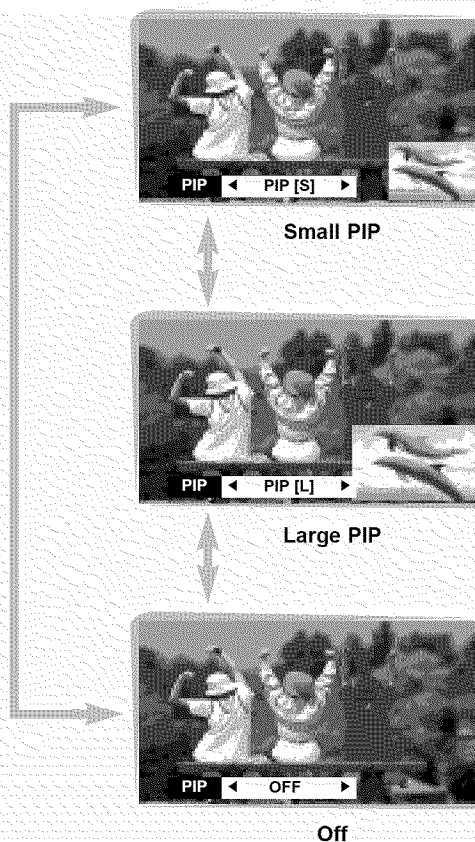 PIP ◄ PIP [S] ►
Small PIP
PIP ◄ PIP [L] ►
Large PIP
PIP ◄ OFF ►
Off